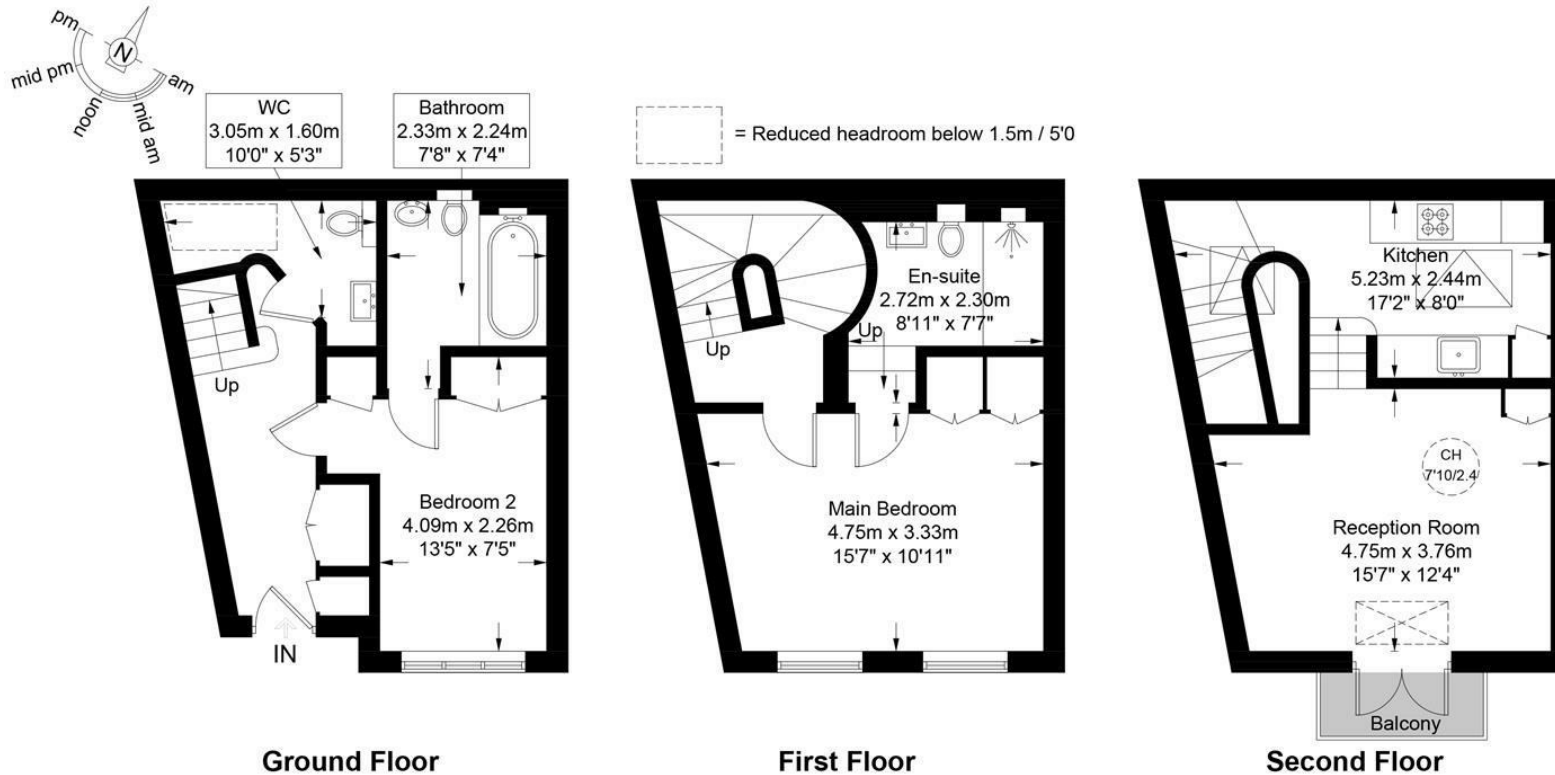 pm
mid pm
noon
mid am
am
N
WC
3.05m x 1.60m
10'0" x 5'3"
Bathroom
2.33m x 2.24m
7'8" x 7'4"
= Reduced headroom below 1.5m / 5'0
Up
Bedroom 2
4.09m x 2.26m
13'5" x 7'5"
IN
Ground Floor
Up
En-suite
2.72m x 2.30m
8'11" x 7'7"
Up
Main Bedroom
4.75m x 3.33m
15'7" x 10'11"
First Floor
Kitchen
5.23m x 2.44m
17'2" x 8'0"
CH
7'10/2.4
Reception Room
4.75m x 3.76m
15'7" x 12'4"
Balcony
Second Floor